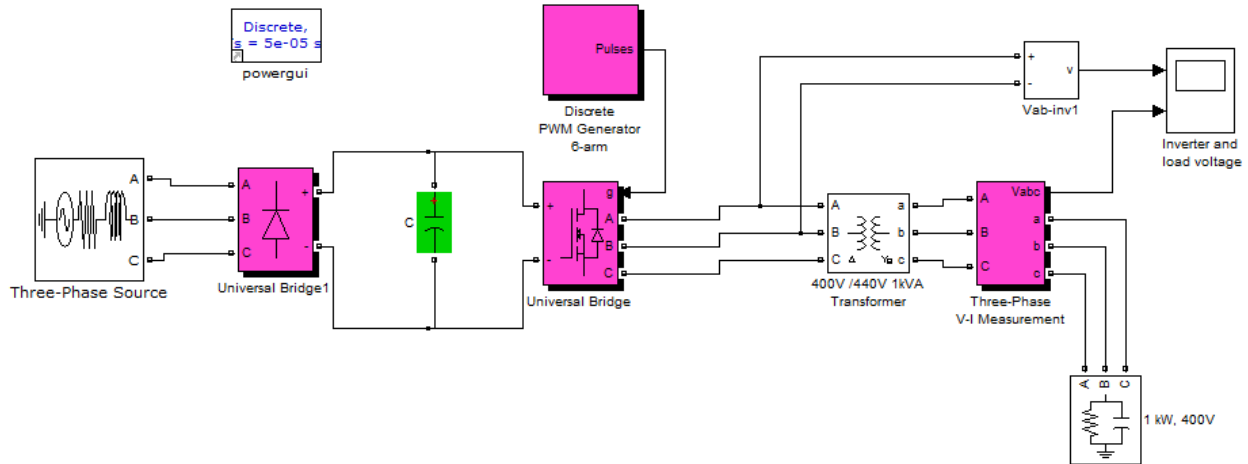 Discrete,
s = 5e-05 s
powergui
Pulses
Discrete
PWM Generator
6-arm
+
-
v
Vab-inv1
Inverter and
load voltage
A
B
C
Three-Phase Source
A
B
C
+
-
Universal Bridge1
C
+
-
g
A
B
C
Universal Bridge
A
B
C
a
b
c
Δ
Y
400V /440V 1kVA
Transformer
A
B
C
Vabc
a
b
c
Three-Phase
V-I Measurement
A
B
C
1 kW, 400V